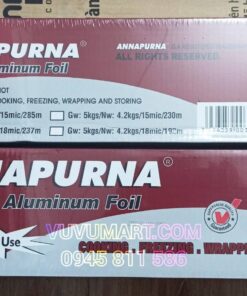 APURNA®
ANNAPURNA
ALL RIGHTS RESERVED.
Aluminum Foil
OOKING, FREEZING, WRAPPING AND STORING
15mic/285m
Gw: 5kgs/Nw: 4.2kgs/15mic/230m
18mic/237m
Gw: 5kgs/Nw: 4.2kgs/18mic/19
NAPURNA®
Aluminum Foil
YUVUMART.COM
Use
COOKING . FREEZING . WRAPP
0945 811 586